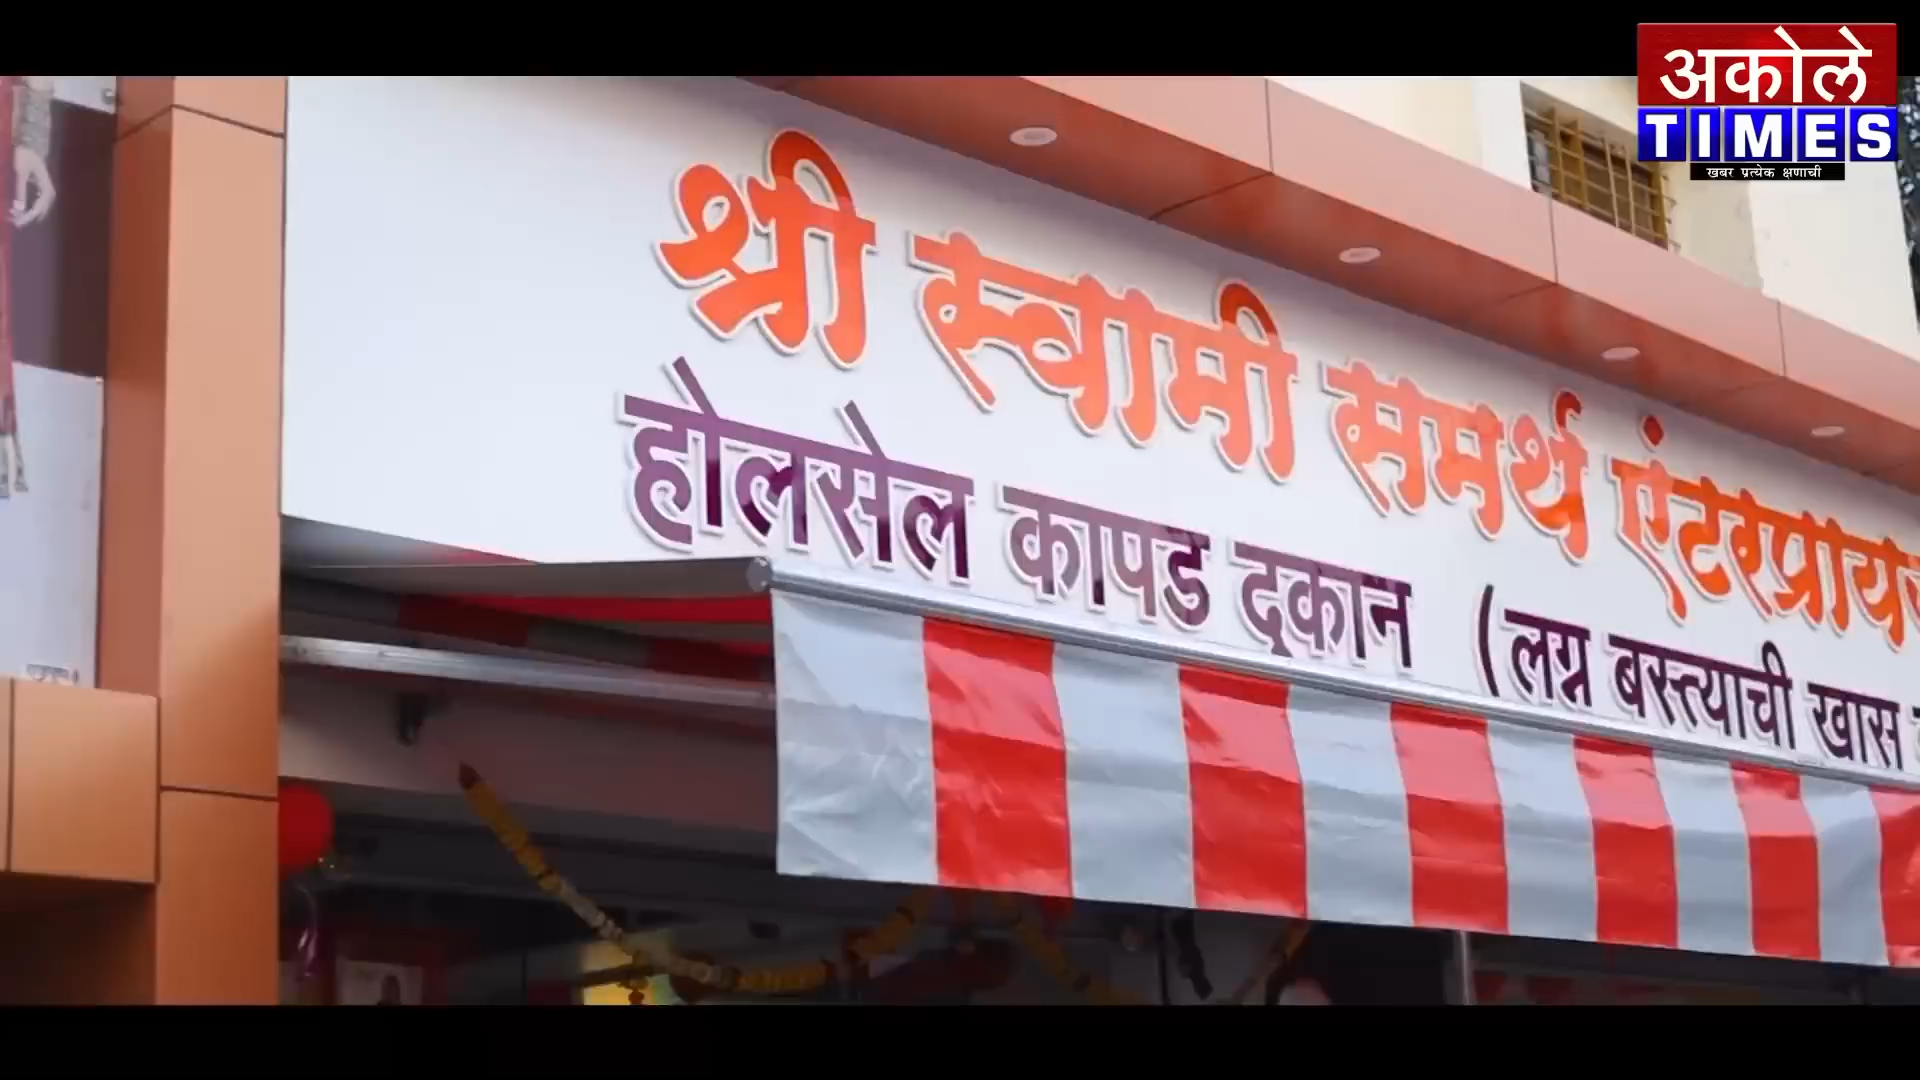 अकोले
TIMES
खबर प्रत्येक क्षणाची
श्री स्वामी समर्थ एंटरप्रायज
होलसेल कापड दुकान (लग्न बस्त्याची खास